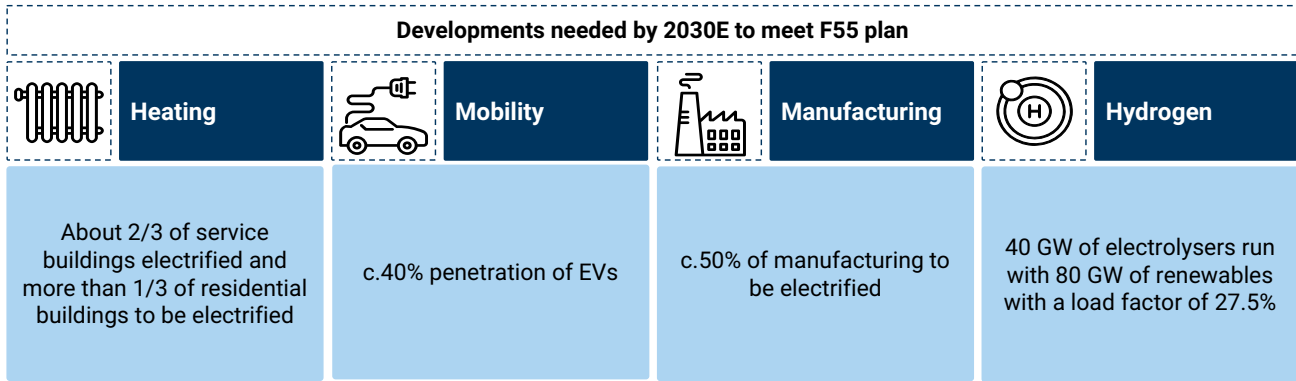 Developments needed by 2030E to meet F55 plan
Heating
Mobility
Manufacturing
H
Hydrogen
About 2/3 of service
buildings electrified and
more than 1/3 of residential
buildings to be electrified
c.40% penetration of EVs
c.50% of manufacturing to
be electrified
40 GW of electrolysers run
with 80 GW of renewables
with a load factor of 27.5%